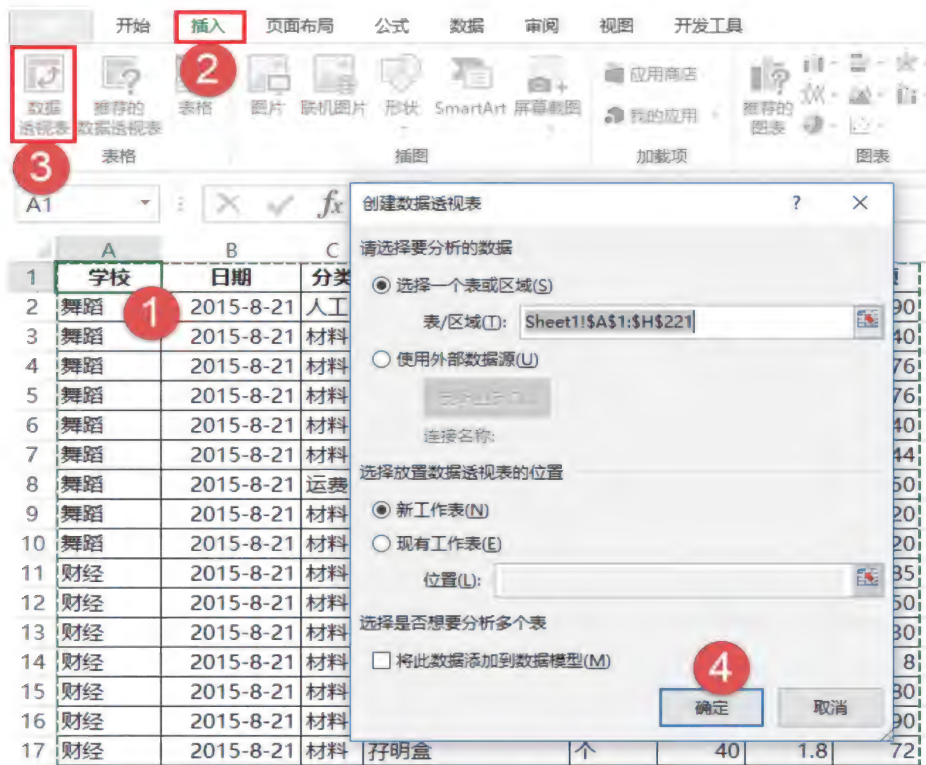 开始 插入 页面布局 公式 数据 审阅 视图 开发工具
2
数据透视表 推荐的数据透视表 表格 图片 联机图片 形状 SmartArt 屏幕截图 应用商店 我的应用 推荐的图表
3
表格 插图 加载项 图表
A1 fx
创建数据透视表 ? ×
请选择要分析的数据
选择一个表或区域(S)
表/区域(T): Sheet1!$A$1:$H$221
使用外部数据源(U)
连接名称:
选择放置数据透视表的位置
新工作表(N)
现有工作表(E)
位置(L):
选择是否想要分析多个表
将此数据添加到数据模型(M)
4
确定 取消
A B C
1 学校 日期 分类
1
2 舞蹈 2015-8-21 人工 90
3 舞蹈 2015-8-21 材料 40
4 舞蹈 2015-8-21 材料 76
5 舞蹈 2015-8-21 材料 76
6 舞蹈 2015-8-21 材料 40
7 舞蹈 2015-8-21 材料 44
8 舞蹈 2015-8-21 运费 50
9 舞蹈 2015-8-21 材料 20
10 舞蹈 2015-8-21 材料 20
11 财经 2015-8-21 材料 35
12 财经 2015-8-21 材料 50
13 财经 2015-8-21 材料 30
14 财经 2015-8-21 材料 8
15 财经 2015-8-21 材料 80
16 财经 2015-8-21 材料 90
17 财经 2015-8-21 材料 孖明盒 个 40 1.8 72